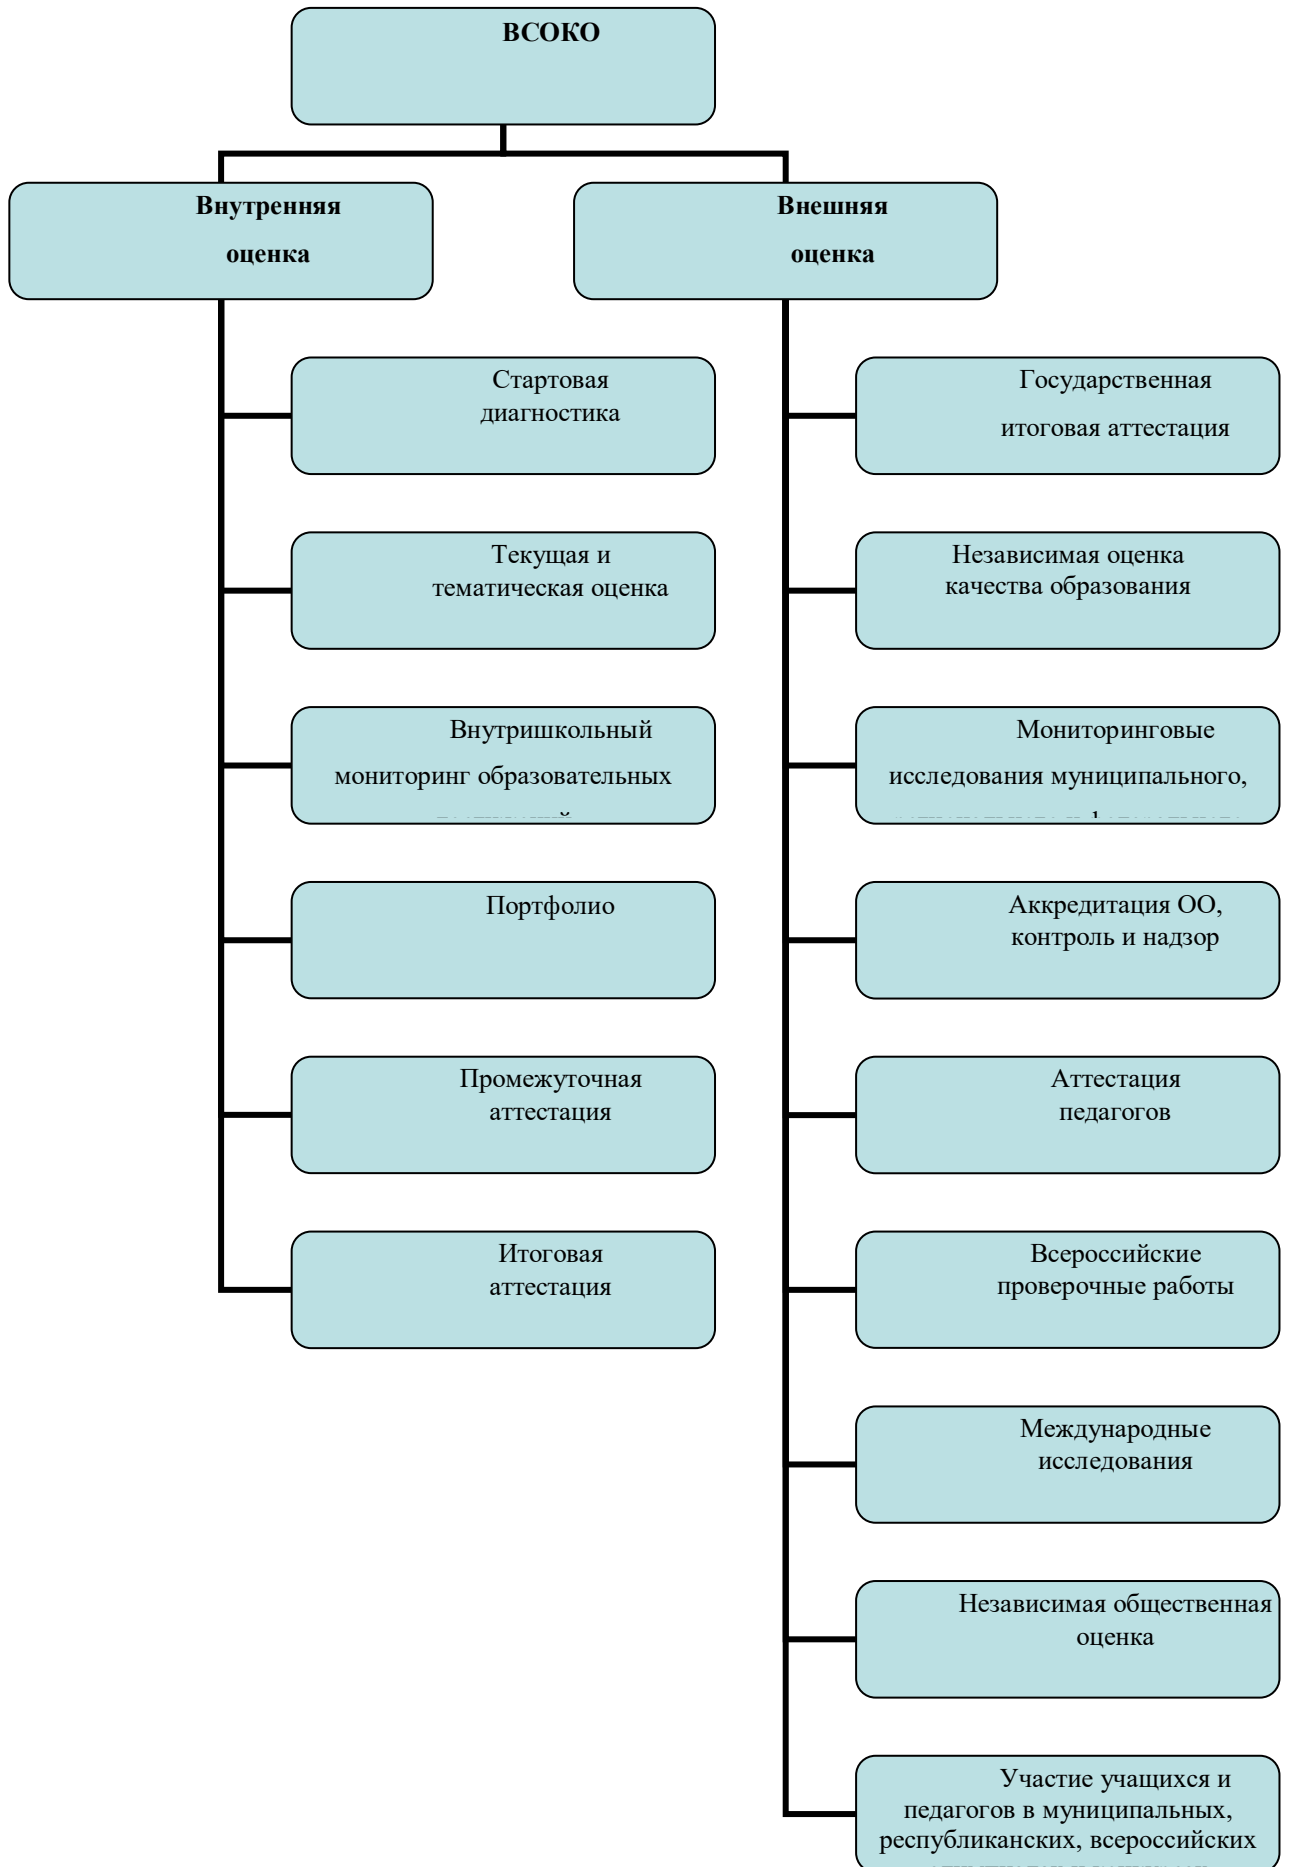 ВСОКО
Внутренняя
оценка
Внешняя
оценка
Стартовая
диагностика
Государственная
итоговая аттестация
Текущая и
тематическая оценка
Независимая оценка
качества образования
Внутришкольный
мониторинг образовательных
Мониторинговые
исследования муниципального,
Портфолио
Аккредитация ОО,
контроль и надзор
Промежуточная
аттестация
Аттестация
педагогов
Итоговая
аттестация
Всероссийские
проверочные работы
Международные
исследования
Независимая общественная
оценка
Участие учащихся и
педагогов в муниципальных,
республиканских, всероссийских